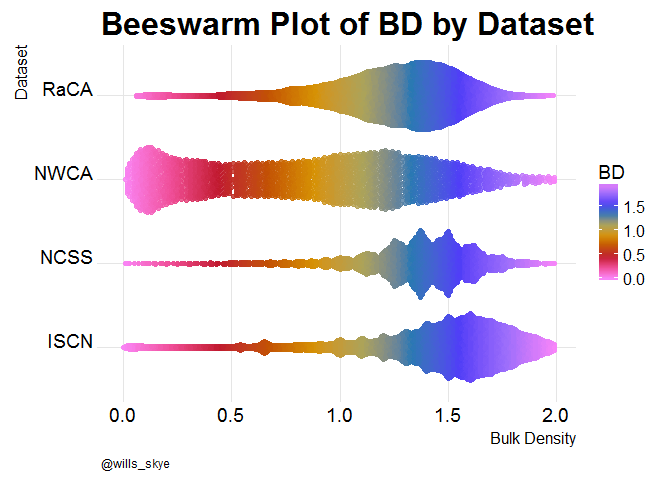 Beeswarm Plot of BD by Dataset
Dataset
RaCA
NWCA
NCSS
ISCN
0.0 0.5 1.0 1.5 2.0
Bulk Density
BD
1.5
1.0
0.5
0.0
@wills_skye